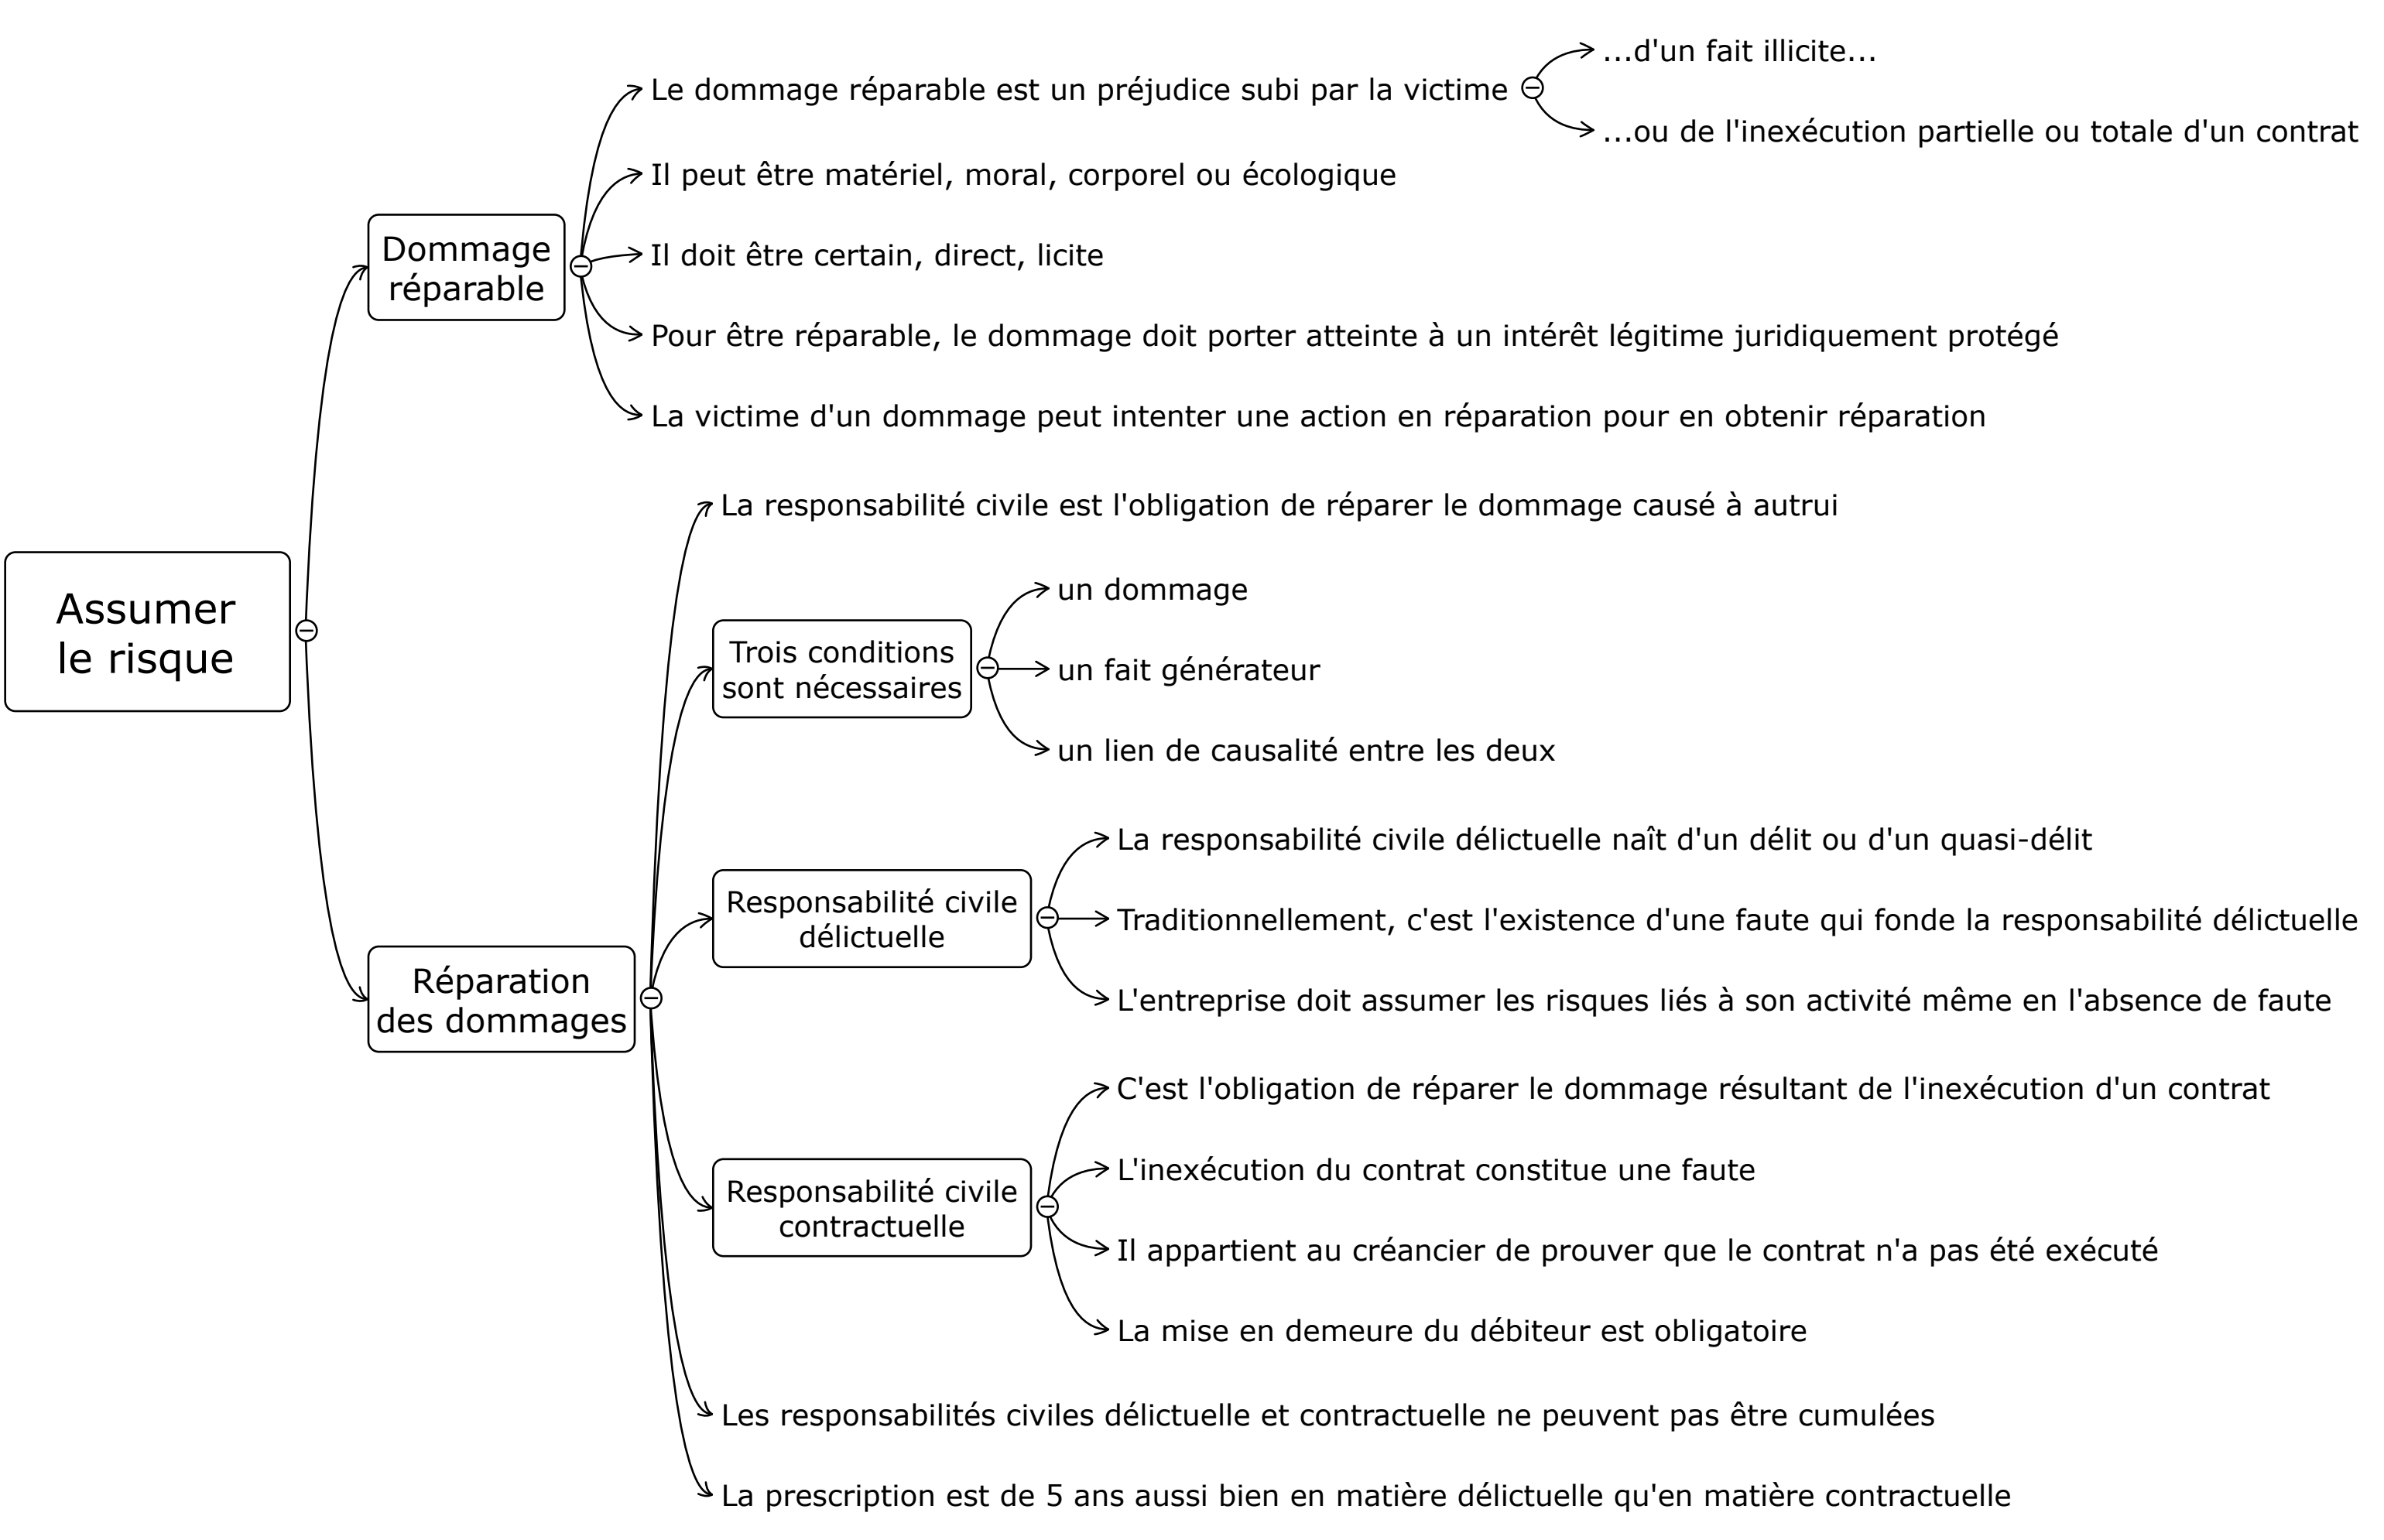 …d'un fait illicite…
Le dommage réparable est un préjudice subi par la victime
…ou de l'inexécution partielle ou totale d'un contrat
Il peut être matériel, moral, corporel ou écologique
Dommage
réparable
Il doit être certain, direct, licite
Pour être réparable, le dommage doit porter atteinte à un intérêt légitime juridiquement protégé
La victime d'un dommage peut intenter une action en réparation pour en obtenir réparation
Assumer
le risque
La responsabilité civile est l'obligation de réparer le dommage causé à autrui
Trois conditions
sont nécessaires
un dommage
un fait générateur
un lien de causalité entre les deux
Réparation
des dommages
Responsabilité civile
délictuelle
La responsabilité civile délictuelle naît d'un délit ou d'un quasi-délit
Traditionnellement, c'est l'existence d'une faute qui fonde la responsabilité délictuelle
L'entreprise doit assumer les risques liés à son activité même en l'absence de faute
Responsabilité civile
contractuelle
C'est l'obligation de réparer le dommage résultant de l'inexécution d'un contrat
L'inexécution du contrat constitue une faute
Il appartient au créancier de prouver que le contrat n'a pas été exécuté
La mise en demeure du débiteur est obligatoire
Les responsabilités civiles délictuelle et contractuelle ne peuvent pas être cumulées
La prescription est de 5 ans aussi bien en matière délictuelle qu'en matière contractuelle